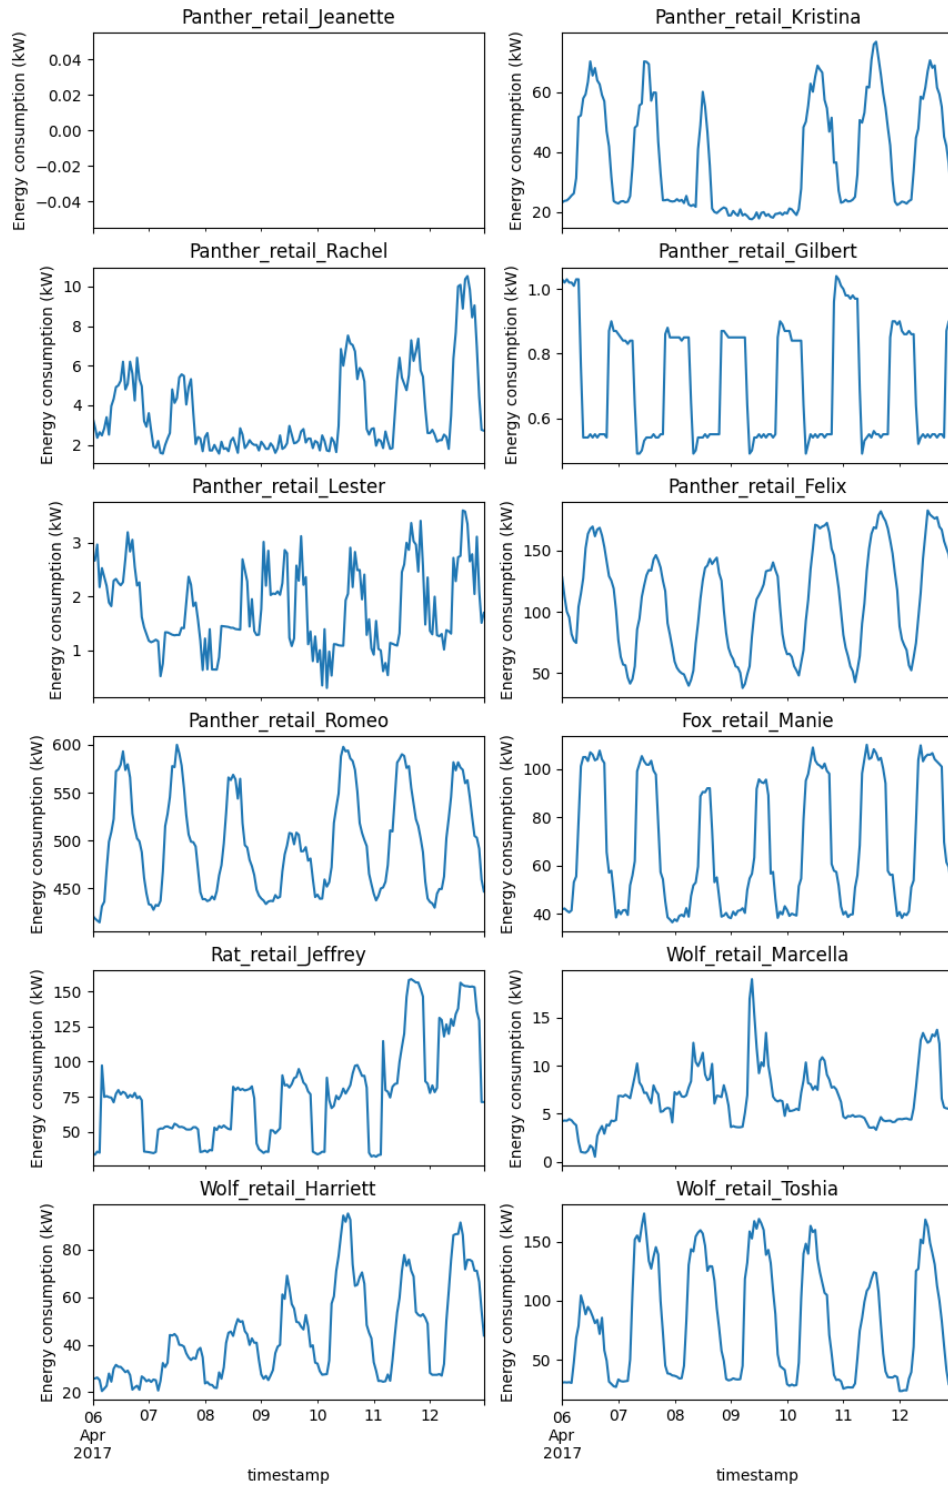 Panther_retail_Jeanette
Energy consumption (kW)
0.04
0.02
0.00
−0.02
−0.04
Panther_retail_Kristina
Energy consumption (kW)
60
40
20
Panther_retail_Rachel
Energy consumption (kW)
10
8
6
4
2
Panther_retail_Gilbert
Energy consumption (kW)
1.0
0.8
0.6
Panther_retail_Lester
Energy consumption (kW)
3
2
1
Panther_retail_Felix
Energy consumption (kW)
150
100
50
Panther_retail_Romeo
Energy consumption (kW)
600
550
500
450
Fox_retail_Manie
Energy consumption (kW)
100
80
60
40
Rat_retail_Jeffrey
Energy consumption (kW)
150
125
100
75
50
Wolf_retail_Marcella
Energy consumption (kW)
15
10
5
0
Wolf_retail_Harriett
Energy consumption (kW)
80
60
40
20
06 07 08 09 10 11 12
Apr
2017
timestamp
Wolf_retail_Toshia
Energy consumption (kW)
150
100
50
06 07 08 09 10 11 12
Apr
2017
timestamp